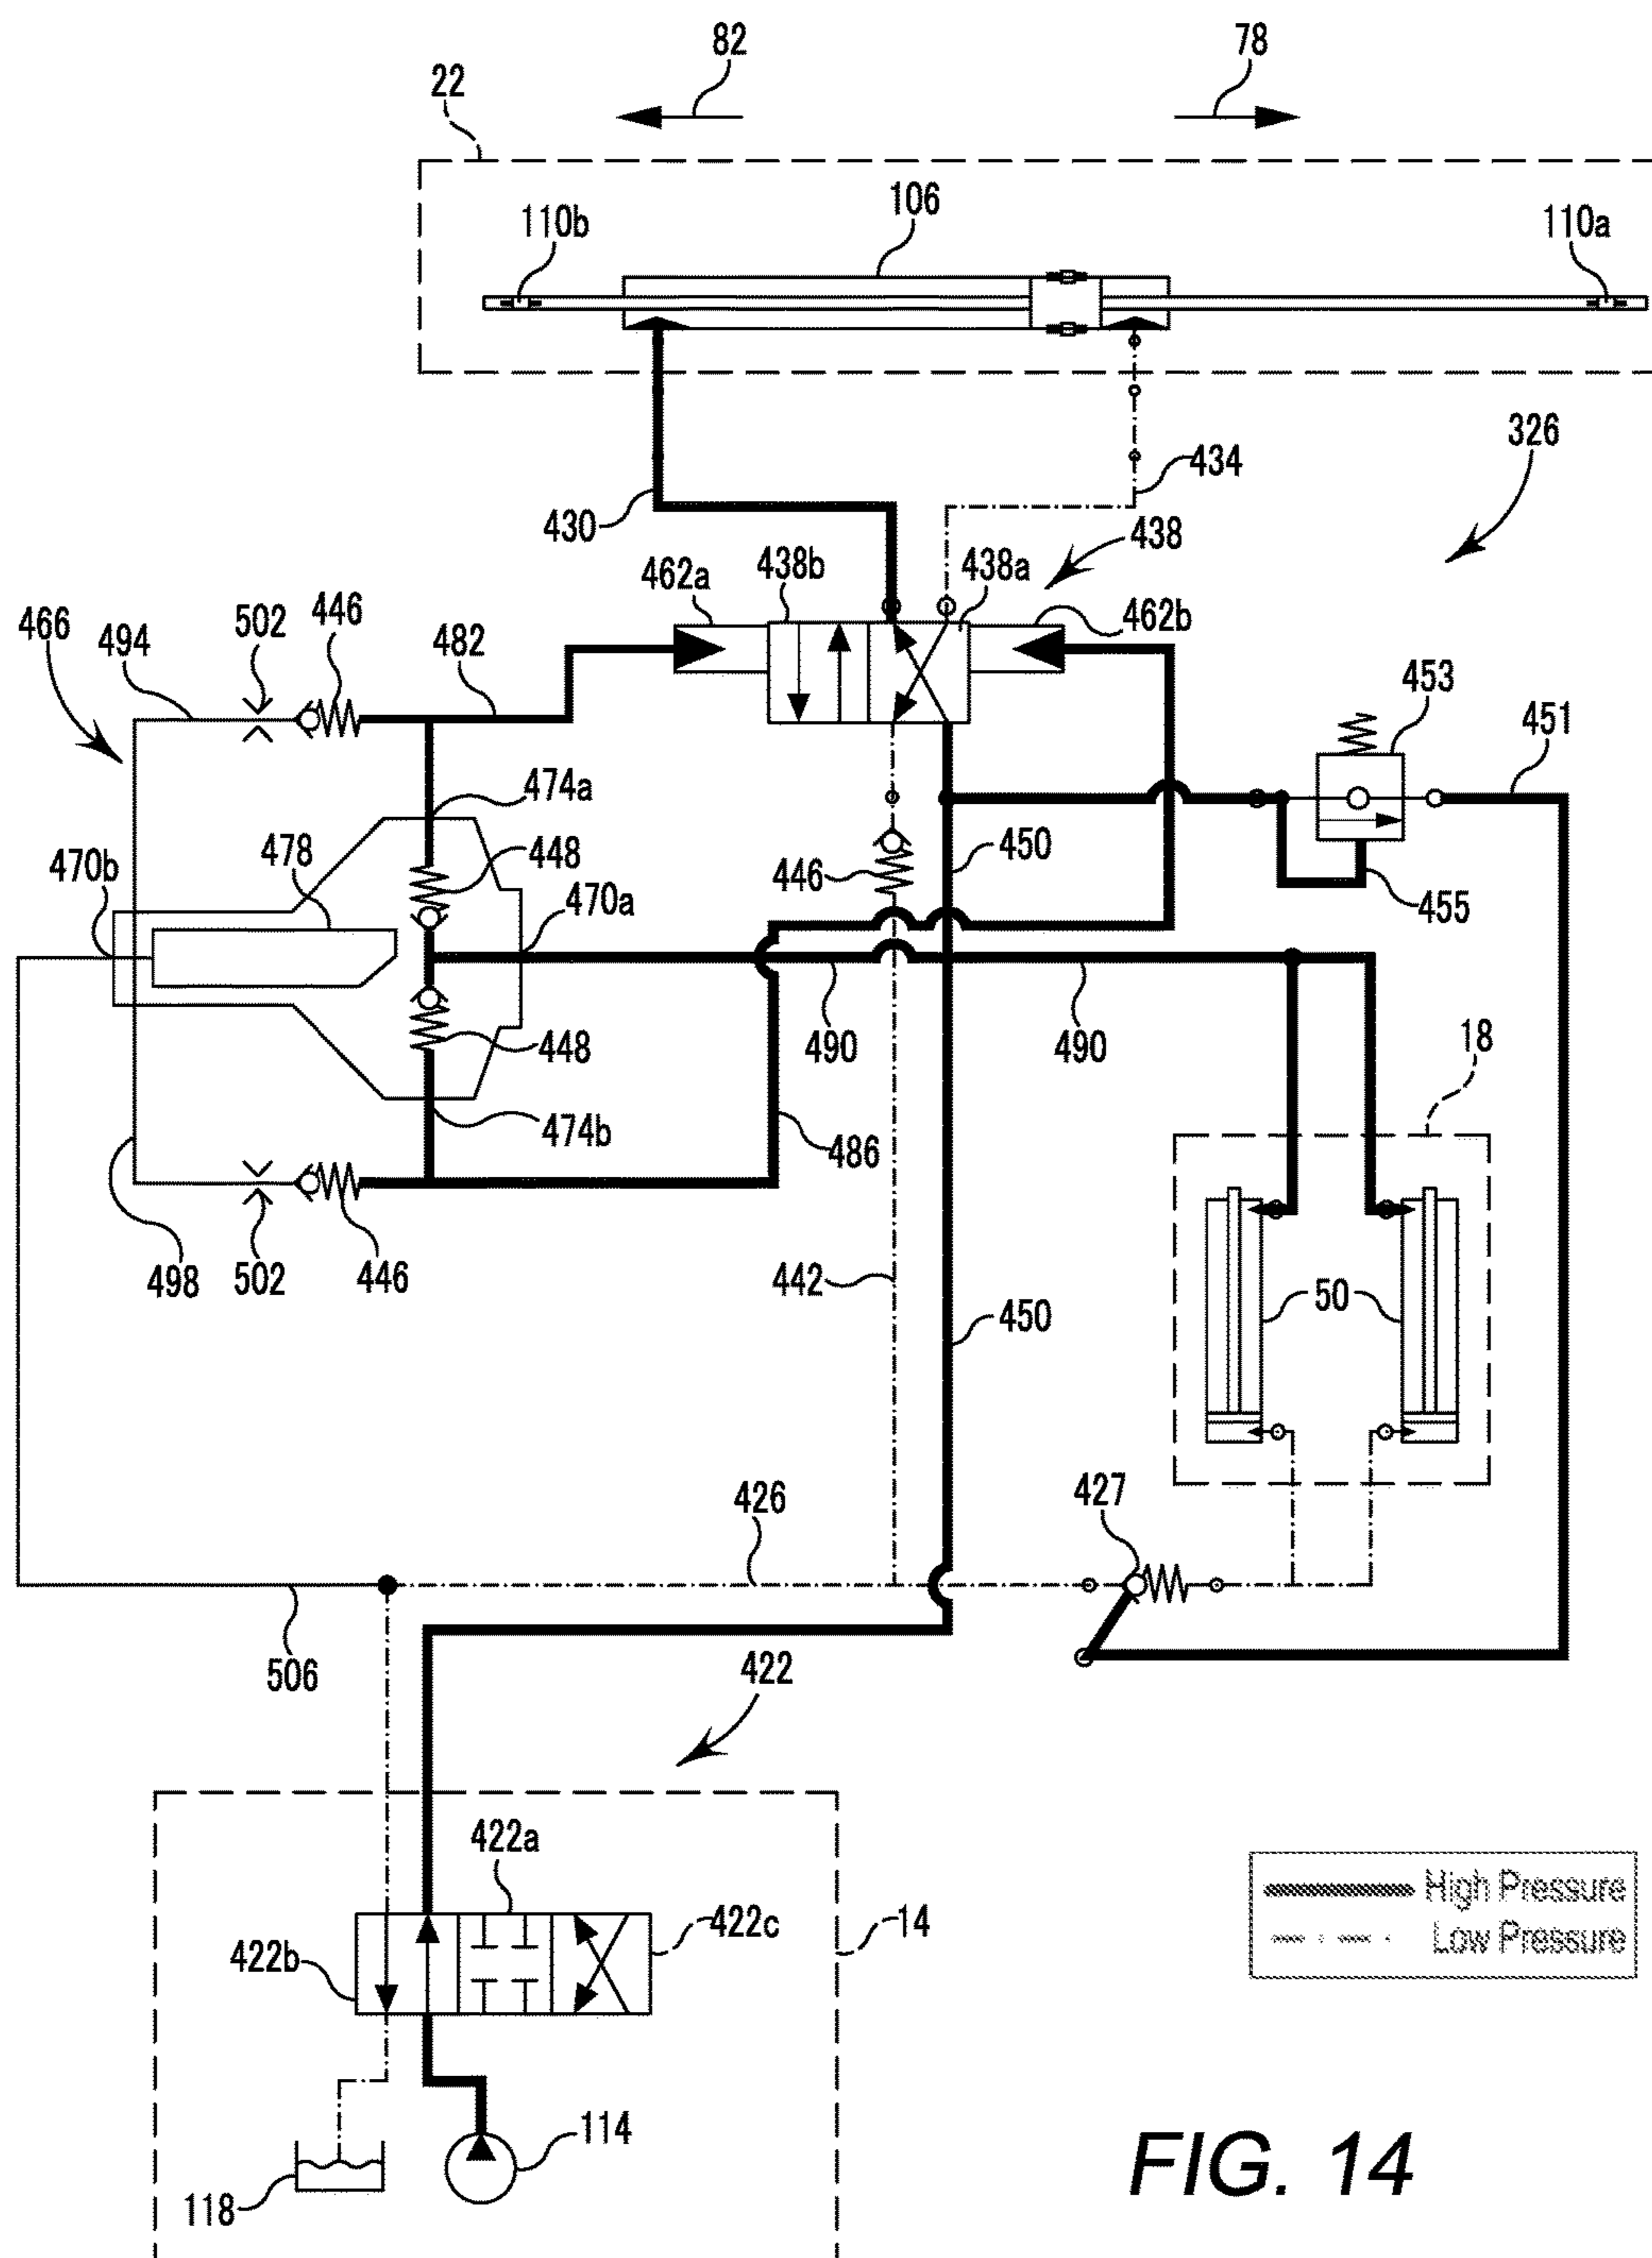 82
78
22
106
110b
110a
326
430
434
438
462a
438b
438a
462b
466
494
502
446
482
453
451
474a
470b
478
448
470a
446
450
455
448
490
490
18
474b
486
498
502
446
442
50
450
426
427
506
422
422a
422c
14
422b
High Pressure
Low Pressure
114
118
FIG. 14